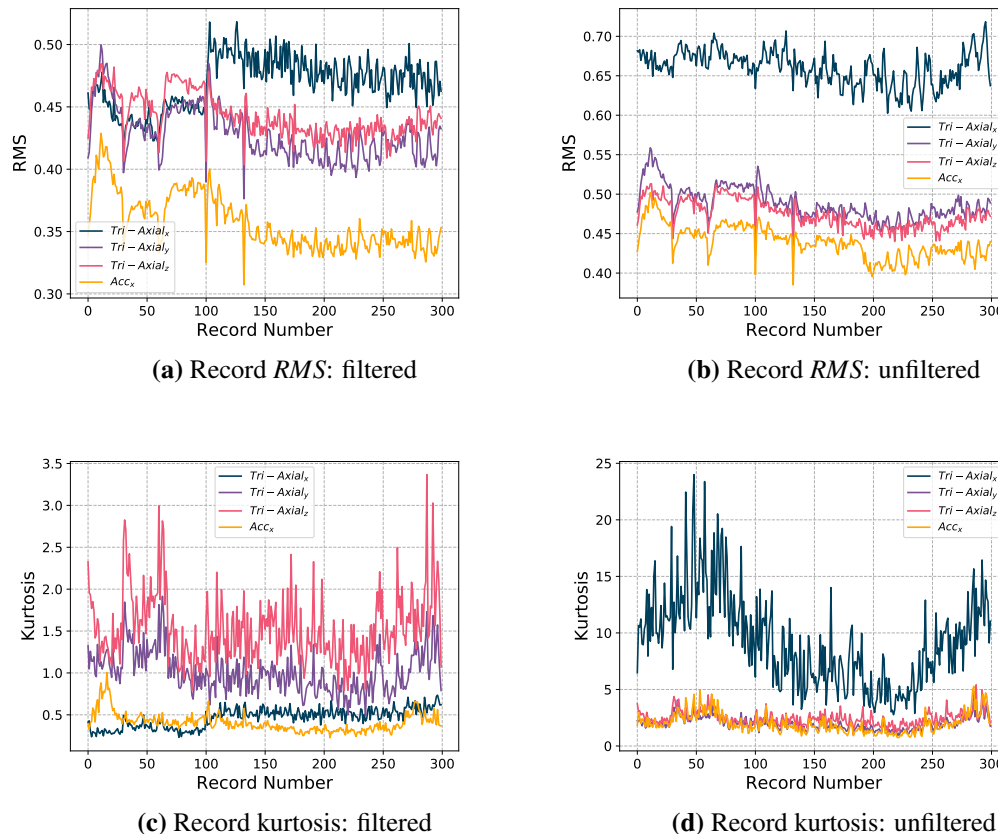 0.50
0.45
0.40
0.35
0.30
RMS
Tri − Axial_x
Tri − Axial_y
Tri − Axial_z
Acc_x
0 50 100 150 200 250 300
Record Number
(a) Record RMS: filtered
0.70
0.65
0.60
0.55
0.50
0.45
0.40
RMS
Tri − Axial_x
Tri − Axial_y
Tri − Axial_z
Acc_x
0 50 100 150 200 250 300
Record Number
(b) Record RMS: unfiltered
3.5
3.0
2.5
2.0
1.5
1.0
0.5
Kurtosis
Tri − Axial_x
Tri − Axial_y
Tri − Axial_z
Acc_x
0 50 100 150 200 250 300
Record Number
(c) Record kurtosis: filtered
25
20
15
10
5
0
Kurtosis
Tri − Axial_x
Tri − Axial_y
Tri − Axial_z
Acc_x
0 50 100 150 200 250 300
Record Number
(d) Record kurtosis: unfiltered